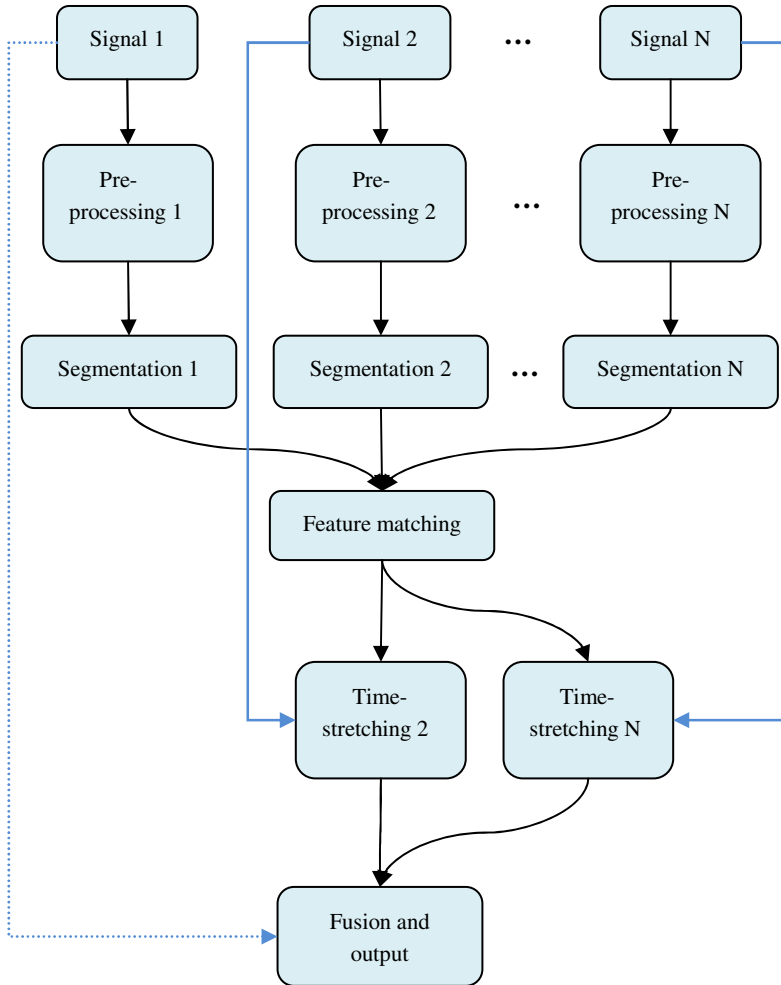 Signal 1
Signal 2
...
Signal N
Pre-
processing 1
Pre-
processing 2
...
Pre-
processing N
Segmentation 1
Segmentation 2
...
Segmentation N
Feature matching
Time-
stretching 2
Time-
stretching N
Fusion and
output